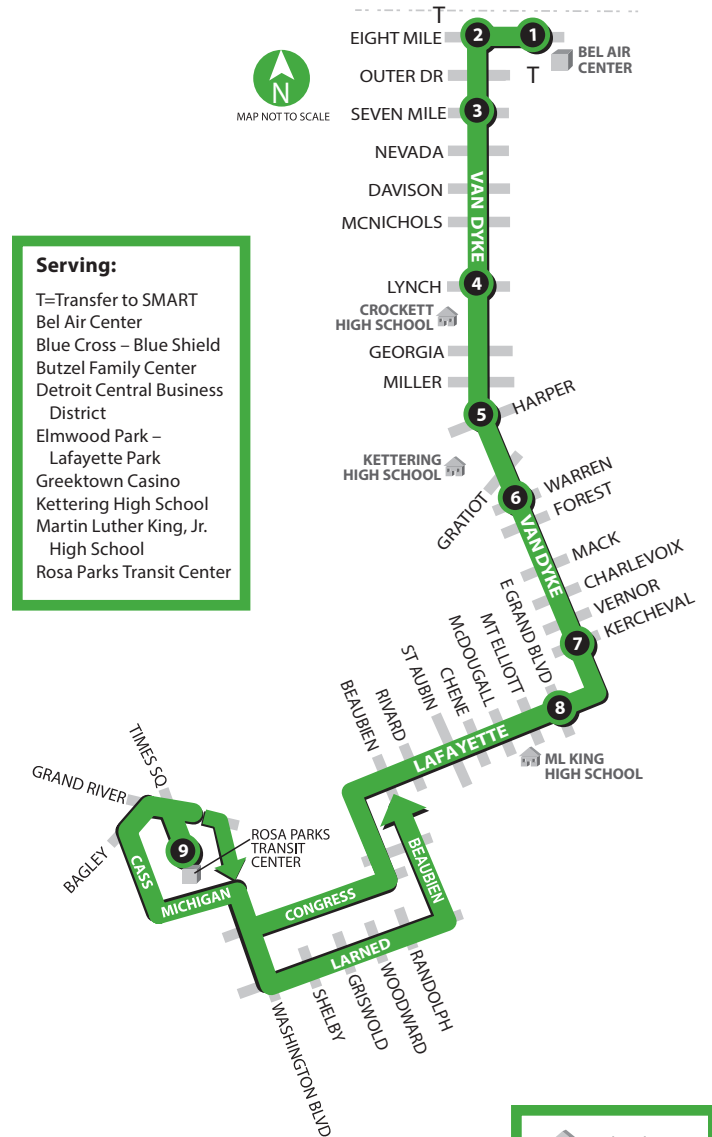 T
EIGHT MILE
2
1
BEL AIR
CENTER
OUTER DR
T
N
MAP NOT TO SCALE
SEVEN MILE
3
NEVADA
VAN DYKE
DAVISON
MCNICHOLS
LYNCH
4
CROCKETT
HIGH SCHOOL
GEORGIA
MILLER
5
HARPER
KETTERING
HIGH SCHOOL
GRATIOT
6
WARREN
FOREST
VAN DYKE
MACK
CHARLEVOIX
VERNOR
KERCHEVAL
7
Serving:
T=Transfer to SMART
Bel Air Center
Blue Cross – Blue Shield
Butzel Family Center
Detroit Central Business
District
Elmwood Park –
Lafayette Park
Greektown Casino
Kettering High School
Martin Luther King, Jr.
High School
Rosa Parks Transit Center
BEAUBIEN
RIVARD
ST AUBIN
CHENE
McDOUGALL
MT ELLIOTT
E GRAND BLVD
8
LAFAYETTE
ML KING
HIGH SCHOOL
TIMES SQ
GRAND RIVER
BAGLEY
9
ROSA PARKS
TRANSIT
CENTER
CASS
MICHIGAN
CONGRESS
BEAUBIEN
LARNED
WASHINGTON BLVD
SHELBY
GRISWOLD
WOODWARD
RANDOLPH